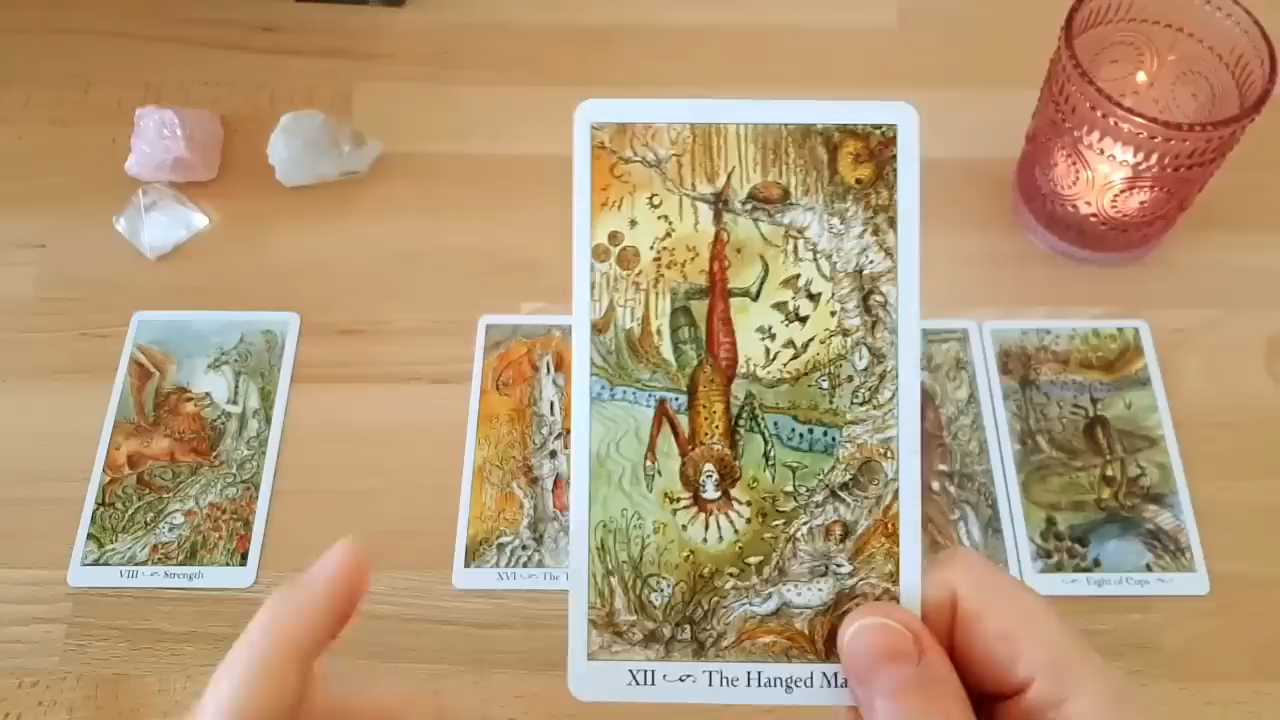 VIII Strength
XVI The
XII The Hanged Ma
Eight of Cups